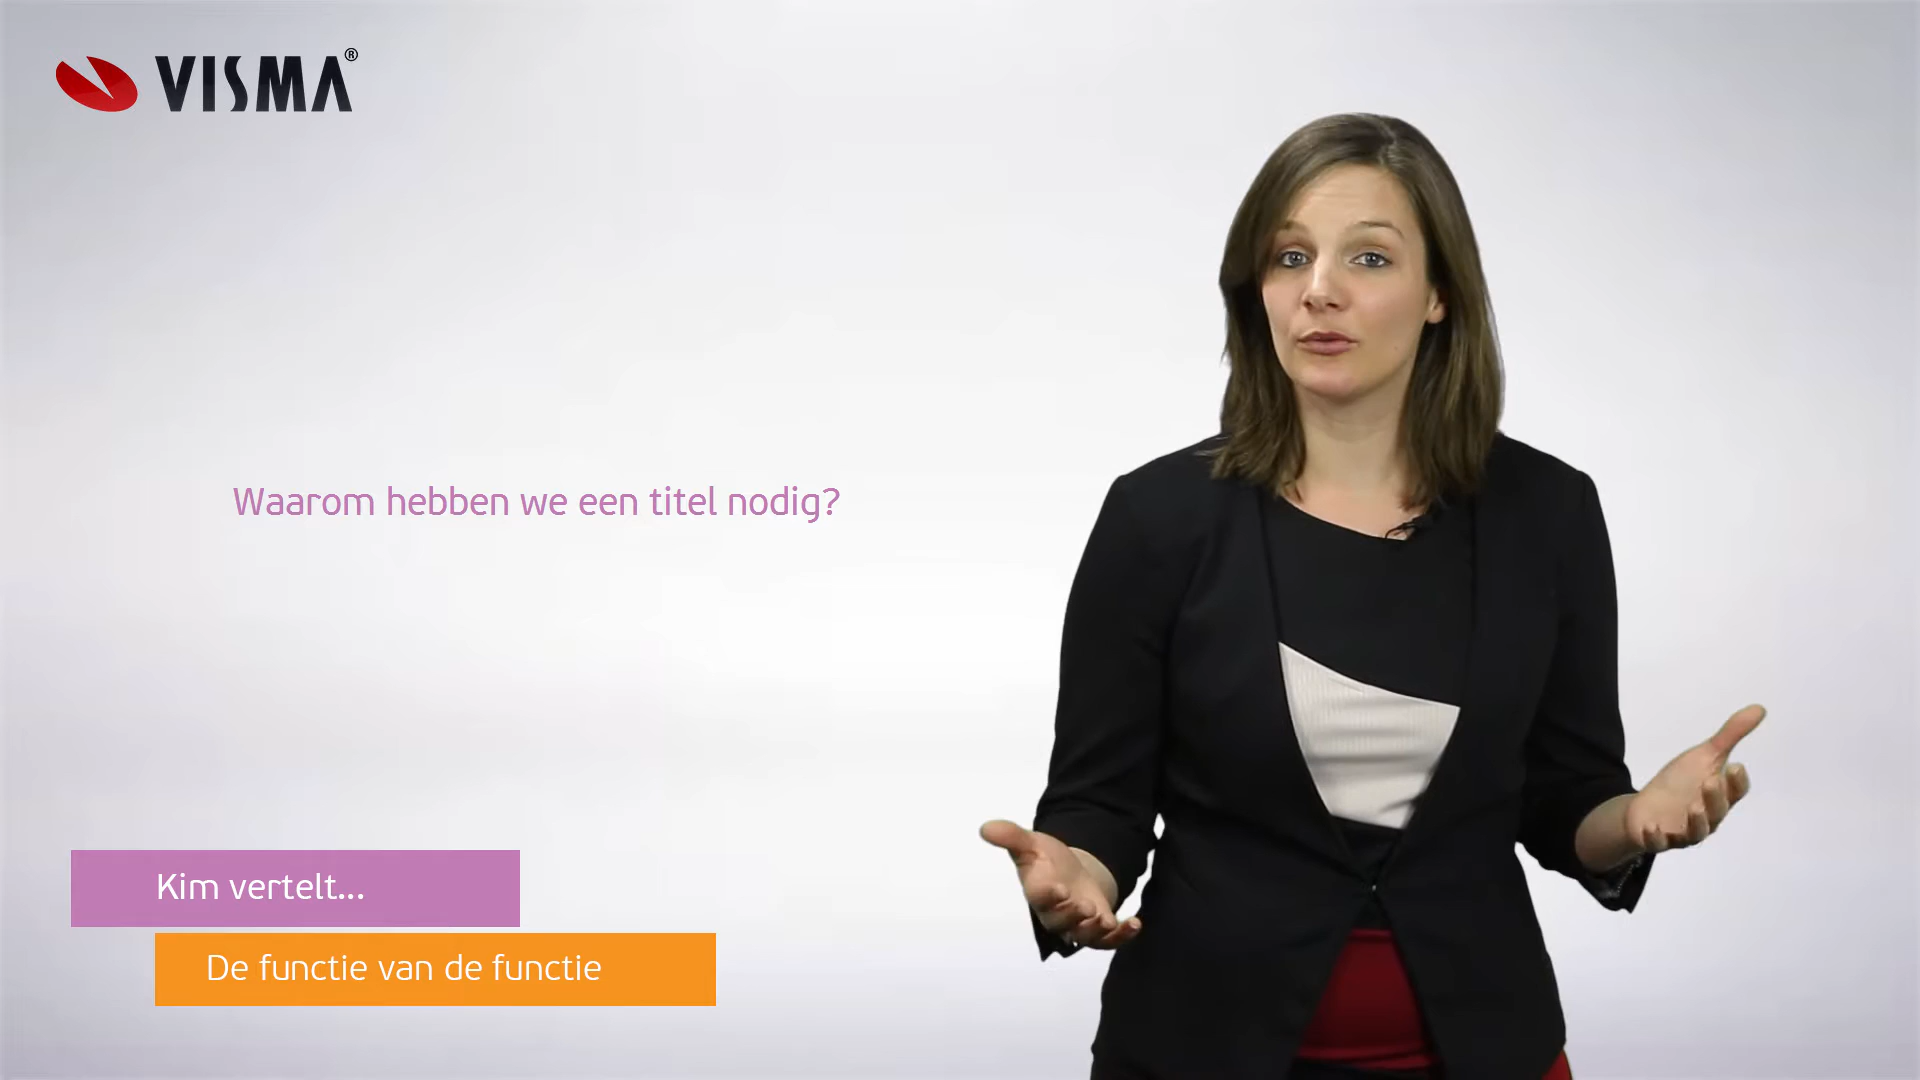 VISMA®
Waarom hebben we een titel nodig?
Kim vertelt...
De functie van de functie